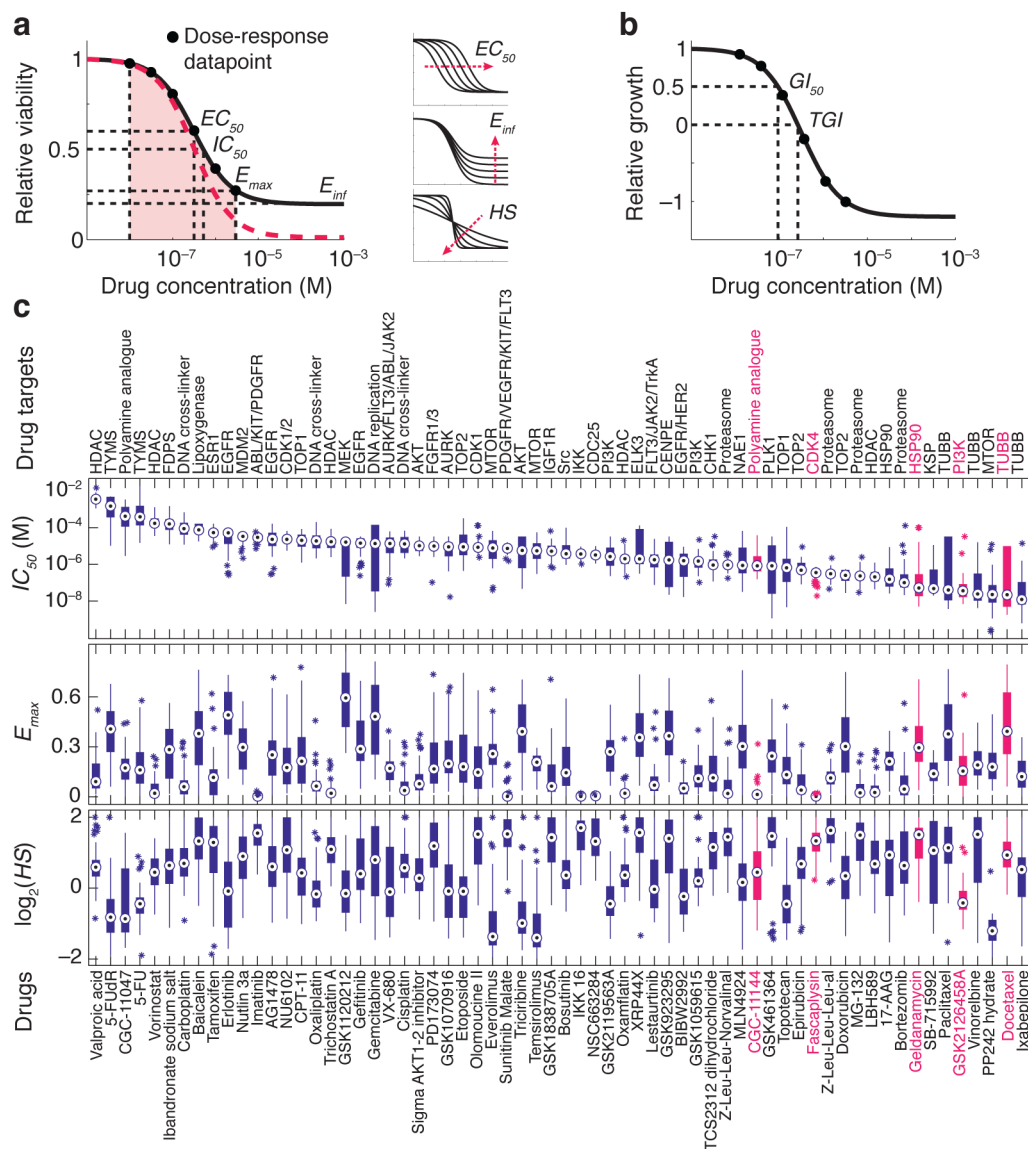 a
Dose-response
datapoint
Relative viability
1
0.5
0
EC50
IC50
Emax
Einf
10−7
10−5
10−3
Drug concentration (M)
EC50
Einf
HS
b
Relative growth
1
0.5
0
−1
GI50
TGI
10−7
10−5
10−3
Drug concentration (M)
c
Drug targets
HDAC
TYMS
Polyamine analogue
TYMS
HDAC
FDPS
DNA cross-linker
Lipoxygenase
ESR1
EGFR
MDM2
ABL/KIT/PDGFR
EGFR
CDK1/2
TOP1
DNA cross-linker
HDAC
MEK
EGFR
DNA replication
AURK/FLT3/ABL/JAK2
DNA cross-linker
AKT
FGFR1/3
AURK
TOP2
CDK1
MTOR
PDGFR/VEGFR/KIT/FLT3
AKT
MTOR
IGF1R
Src
IKK
CDC25
PI3K
HDAC
ELK3
FLT3/JAK2/TrkA
CENPE
EGFR/HER2
PI3K
CHK1
Proteasome
NAE1
Polyamine analogue
PLK1
TOP1
TOP2
CDK4
Proteasome
TOP2
Proteasome
HDAC
HSP90
Proteasome
HSP90
KSP
TUBB
PI3K
TUBB
MTOR
TUBB
TUBB
IC50 (M)
10−2
10−4
10−6
10−8
Emax
0.6
0.3
0
log2(HS)
2
0
−2
Drugs
Valproic acid
5-FUdR
CGC-11047
5-FU
Vorinostat
Ibandronate sodium salt
Carboplatin
Baicalein
Tamoxifen
Erlotinib
Nutlin 3a
Imatinib
AG1478
NU6102
CPT-11
Oxaliplatin
Trichostatin A
GSK1120212
Gefitinib
Gemcitabine
VX-680
Cisplatin
Sigma AKT1-2 inhibitor
PD173074
GSK1070916
Etoposide
Olomoucine II
Everolimus
Sunitinib Malate
Triciribine
Temsirolimus
GSK1838705A
Bosutinib
IKK 16
NSC663284
GSK2119563A
Oxamflatin
XRP44X
Lestaurtinib
GSK923295
BIBW2992
GSK1059615
TCS2312 dihydrochloride
Z-Leu-Leu-Norvalinal
MLN4924
CGC-11144
GSK461364
Topotecan
Epirubicin
Fascaplysin
Z-Leu-Leu-Leu-al
Doxorubicin
MG-132
LBH589
17-AAG
Bortezomib
Geldanamycin
SB-715992
Paclitaxel
GSK2126458A
Vinorelbine
PP242 hydrate
Docetaxel
Ixabepilone